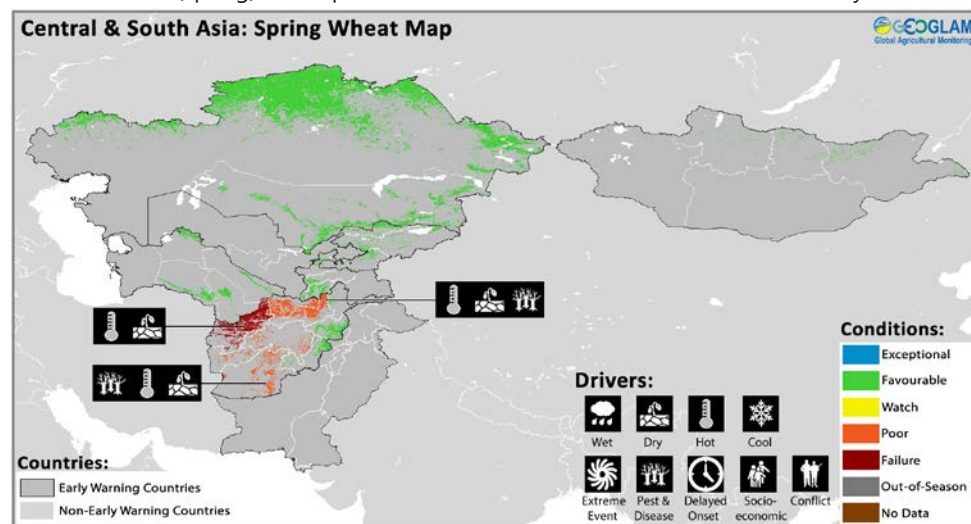 Central & South Asia: Spring Wheat Map
GEOGLAM
Global Agricultural Monitoring
Conditions:
Exceptional
Favourable
Watch
Poor
Failure
Out-of-Season
No Data
Drivers:
Wet
Dry
Hot
Cool
Extreme
Event
Pest &
Disease
Delayed
Onset
Socio-
economic
Conflict
Countries:
Early Warning Countries
Non-Early Warning Countries